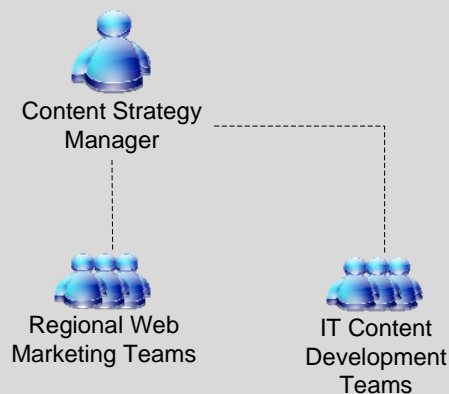 Content Strategy
Manager
Regional Web
Marketing Teams
IT Content
Development
Teams